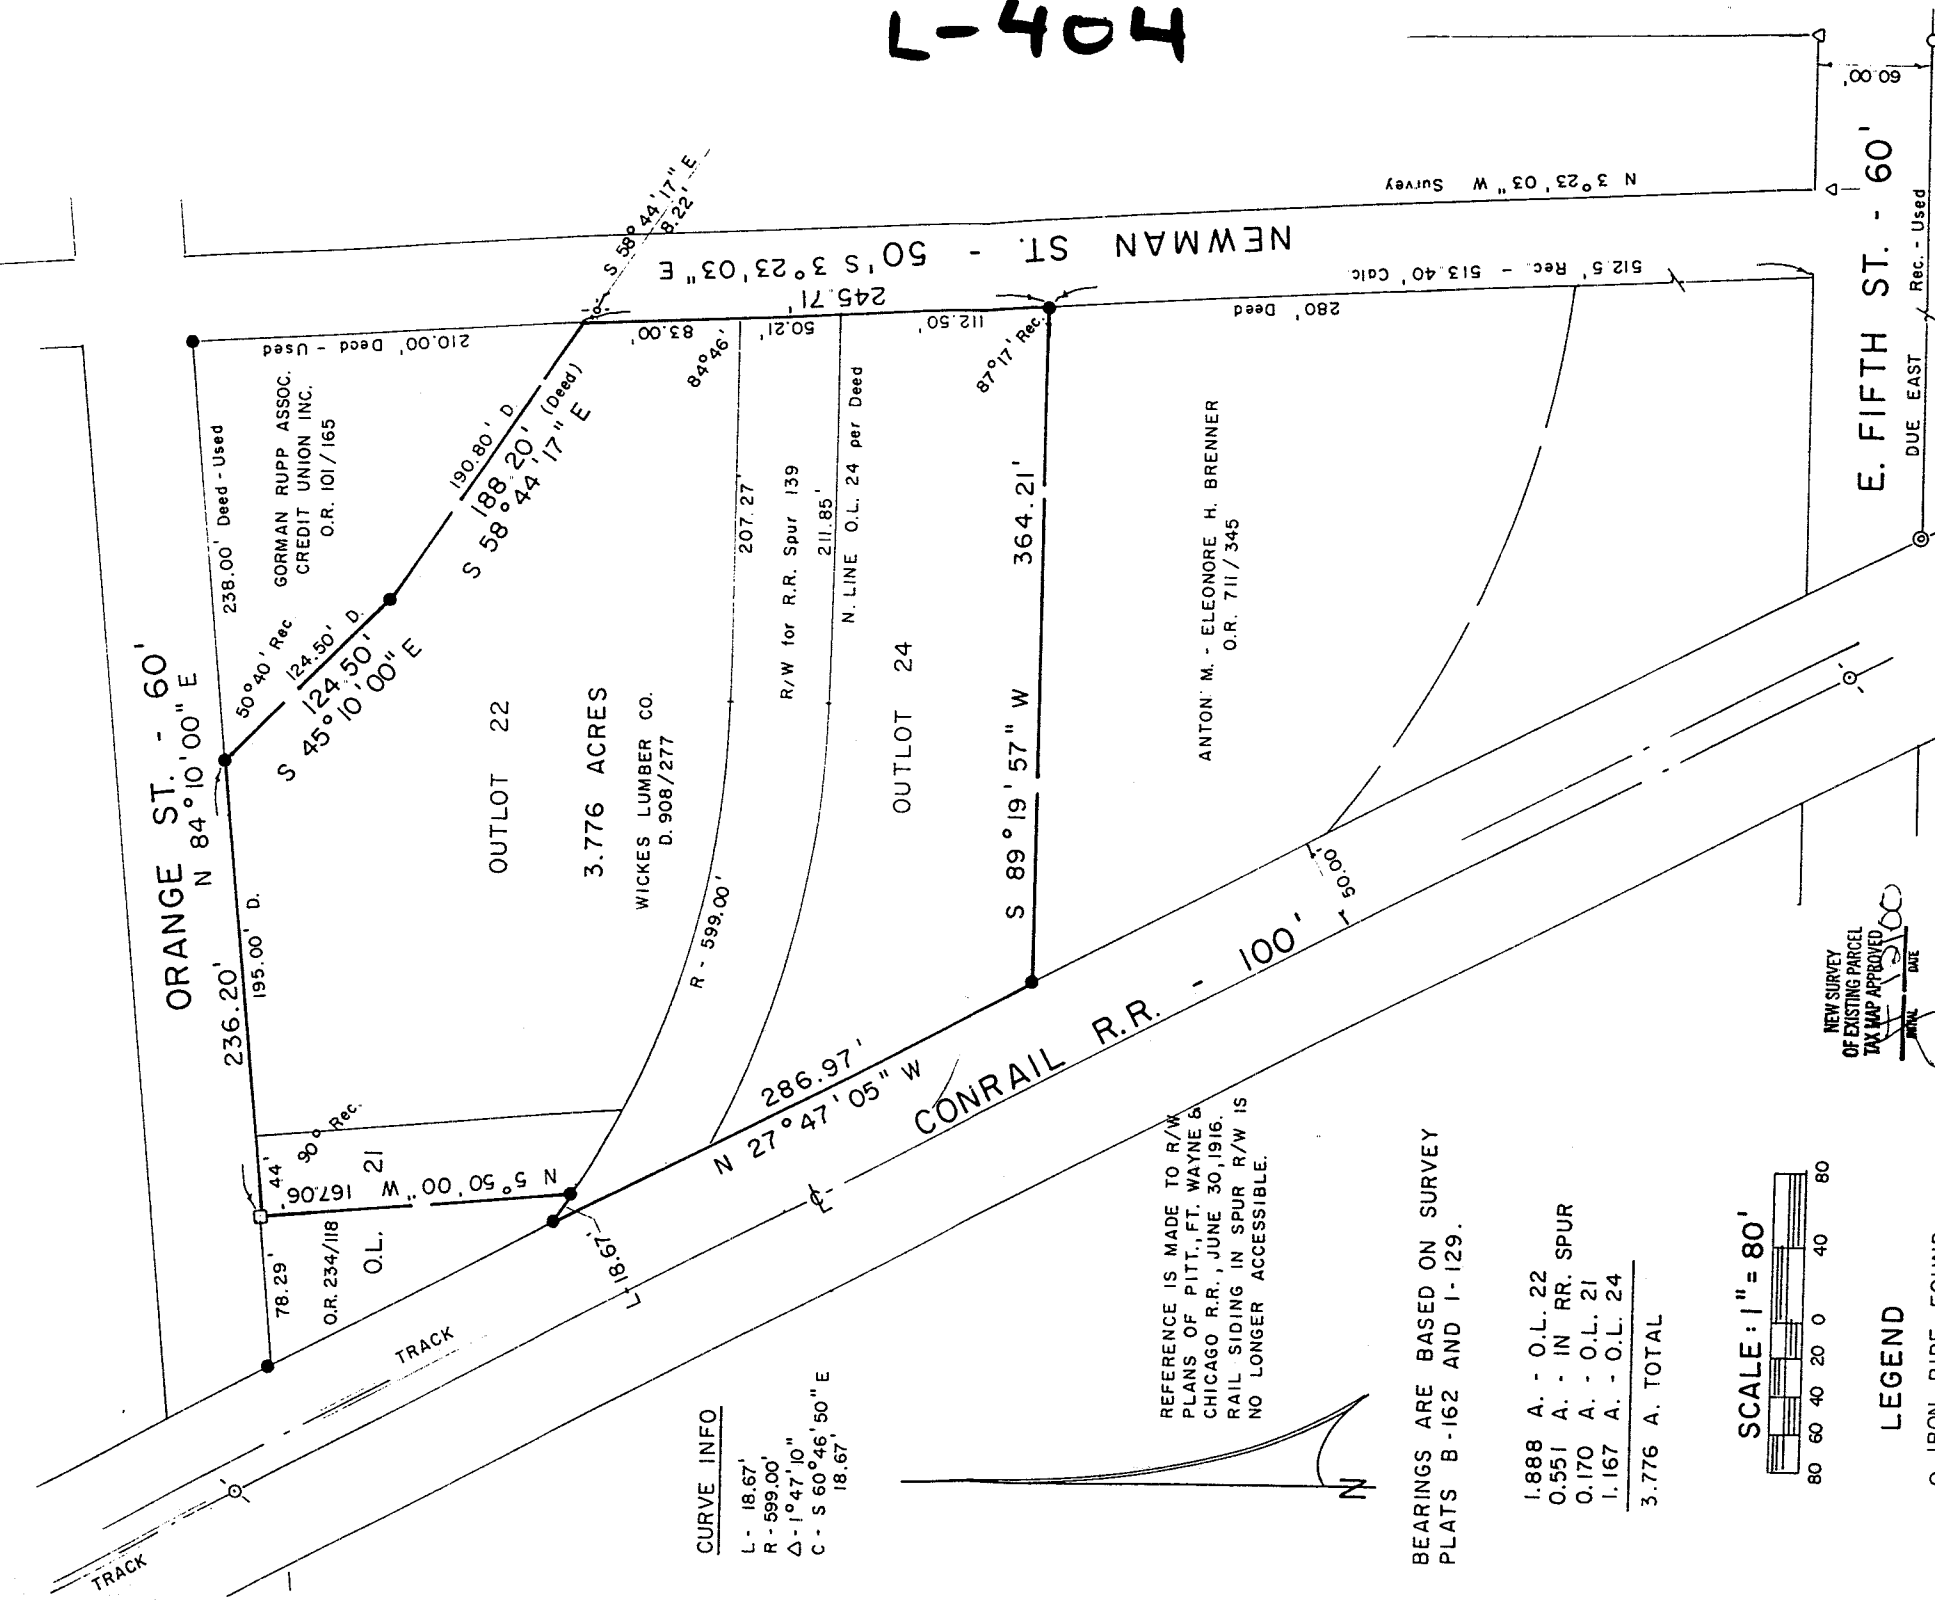 L-404
ORANGE ST. - 60'
N 84°10'00" E
236.20'
195.00' D.
238.00' Deed - Used
GORMAN RUPP ASSOC.
CREDIT UNION INC.
O.R. 101/165
210.00' Deed - Used
50°40' Rec
124.50' D.
124.50'
S 45°10'00" E
190.80' D.
188.20' (Deed)
S 58°44'17" E
S 58°44'17" E
8.22'
NEWMAN ST. - 50'
S 3°23'03" E
245.71'
83.00'
50.21'
112.50'
84°46'
87°17' Rec.
280' Deed
512.5' Rec. - 513.40' Calc.
N 3°23'03" W Survey
60.00'
E. FIFTH ST. - 60'
DUE EAST
Rec. - Used
OUTLOT 22
3.776 ACRES
WICKES LUMBER CO.
D. 908/277
207.27'
R/W for R.R. Spur 139
211.85'
N. LINE O.L. 24 per Deed
R - 599.00'
OUTLOT 24
364.21'
S 89°19'57" W
ANTON M. - ELEONORE H. BRENNER
O.R. 711/345
44'
90° Rec.
O.L. 21
N 5°50'00" W 167.06'
78.29'
O.R. 234/118
L - 18.67'
286.97'
N 27°47'05" W
CONRAIL R.R. - 100'
50.00'
TRACK
TRACK
CURVE INFO
L - 18.67'
R - 599.00'
Δ - 1°47'10"
C - S 60°46'50" E
18.67'
N
REFERENCE IS MADE TO R/W
PLANS OF PITT., FT. WAYNE &
CHICAGO R.R., JUNE 30, 1916.
RAIL SIDING IN SPUR R/W IS
NO LONGER ACCESSIBLE.
BEARINGS ARE BASED ON SURVEY
PLATS B-162 AND I-129.
1.888 A. - O.L. 22
0.551 A. - IN RR. SPUR
0.170 A. - O.L. 21
1.167 A. - O.L. 24
3.776 A. TOTAL
NEW SURVEY
OF EXISTING PARCEL
TAX MAP APPROVED
INITIAL DATE
SCALE: 1" = 80'
80 60 40 20 0 40 80
LEGEND